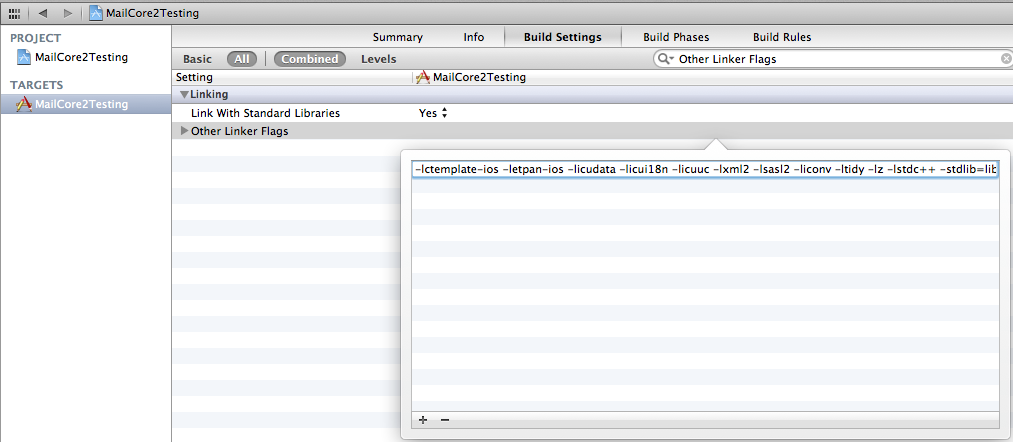 MailCore2Testing
PROJECT
MailCore2Testing
TARGETS
MailCore2Testing
Summary Info Build Settings Build Phases Build Rules
Basic All Combined Levels Other Linker Flags
Setting MailCore2Testing
Linking
Link With Standard Libraries Yes
Other Linker Flags
-lctemplate-ios -letpan-ios -licudata -licui18n -licuuc -lxml2 -lsasl2 -liconv -ltidy -lz -lstdc++ -stdlib=lib